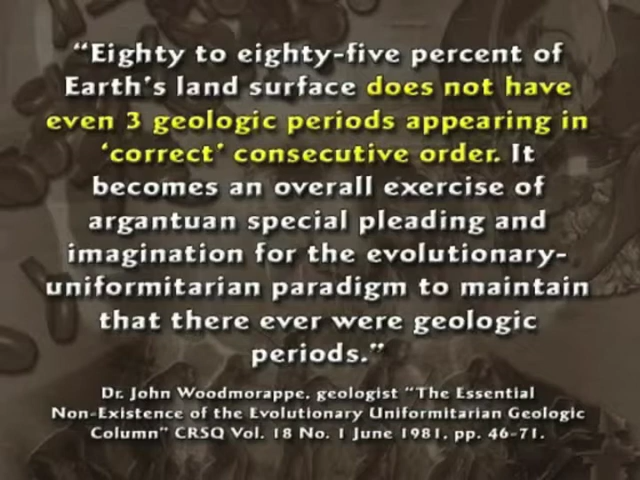 “Eighty to eighty-five percent of
Earth's land surface does not have
even 3 geologic periods appearing in
‘correct’ consecutive order. It
becomes an overall exercise of
argantuan special pleading and
imagination for the evolutionary-
uniformitarian paradigm to maintain
that there ever were geologic
periods.”
Dr. John Woodmorappe, geologist “The Essential
Non-Existence of the Evolutionary Uniformitarian Geologic
Column” CRSQ Vol. 18 No. 1 June 1981, pp. 46-71.